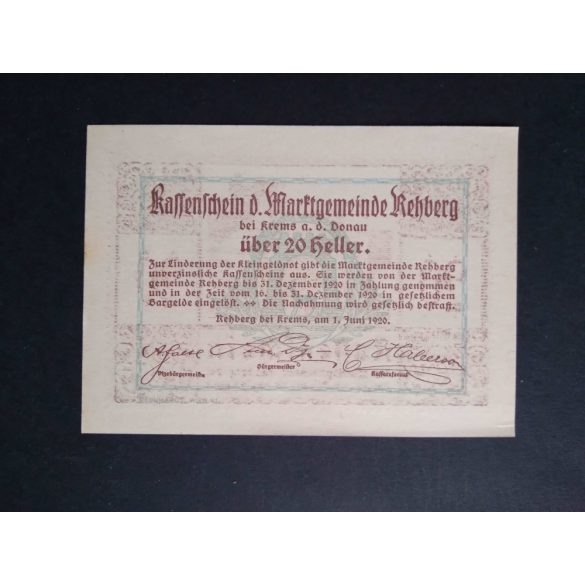 Kassenschein d. Marktgemeinde Rehberg
bei Krems a. d. Donau
über 20 Heller.
Zur Linderung der Kleingeldnot gibt die Marktgemeinde Rehberg
unverzinsliche Kassenscheine aus. Sie werden von der Markt-
gemeinde Rehberg bis 31. Dezember 1920 in Zahlung genommen
und in der Zeit vom 16. bis 31. Dezember 1920 in gesetzlichem
Bargelde eingelöst. ++ Die Nachahmung wird gesetzlich bestraft.
Rehberg bei Krems, am 1. Juni 1920.
Vizebürgermeister Bürgermeister